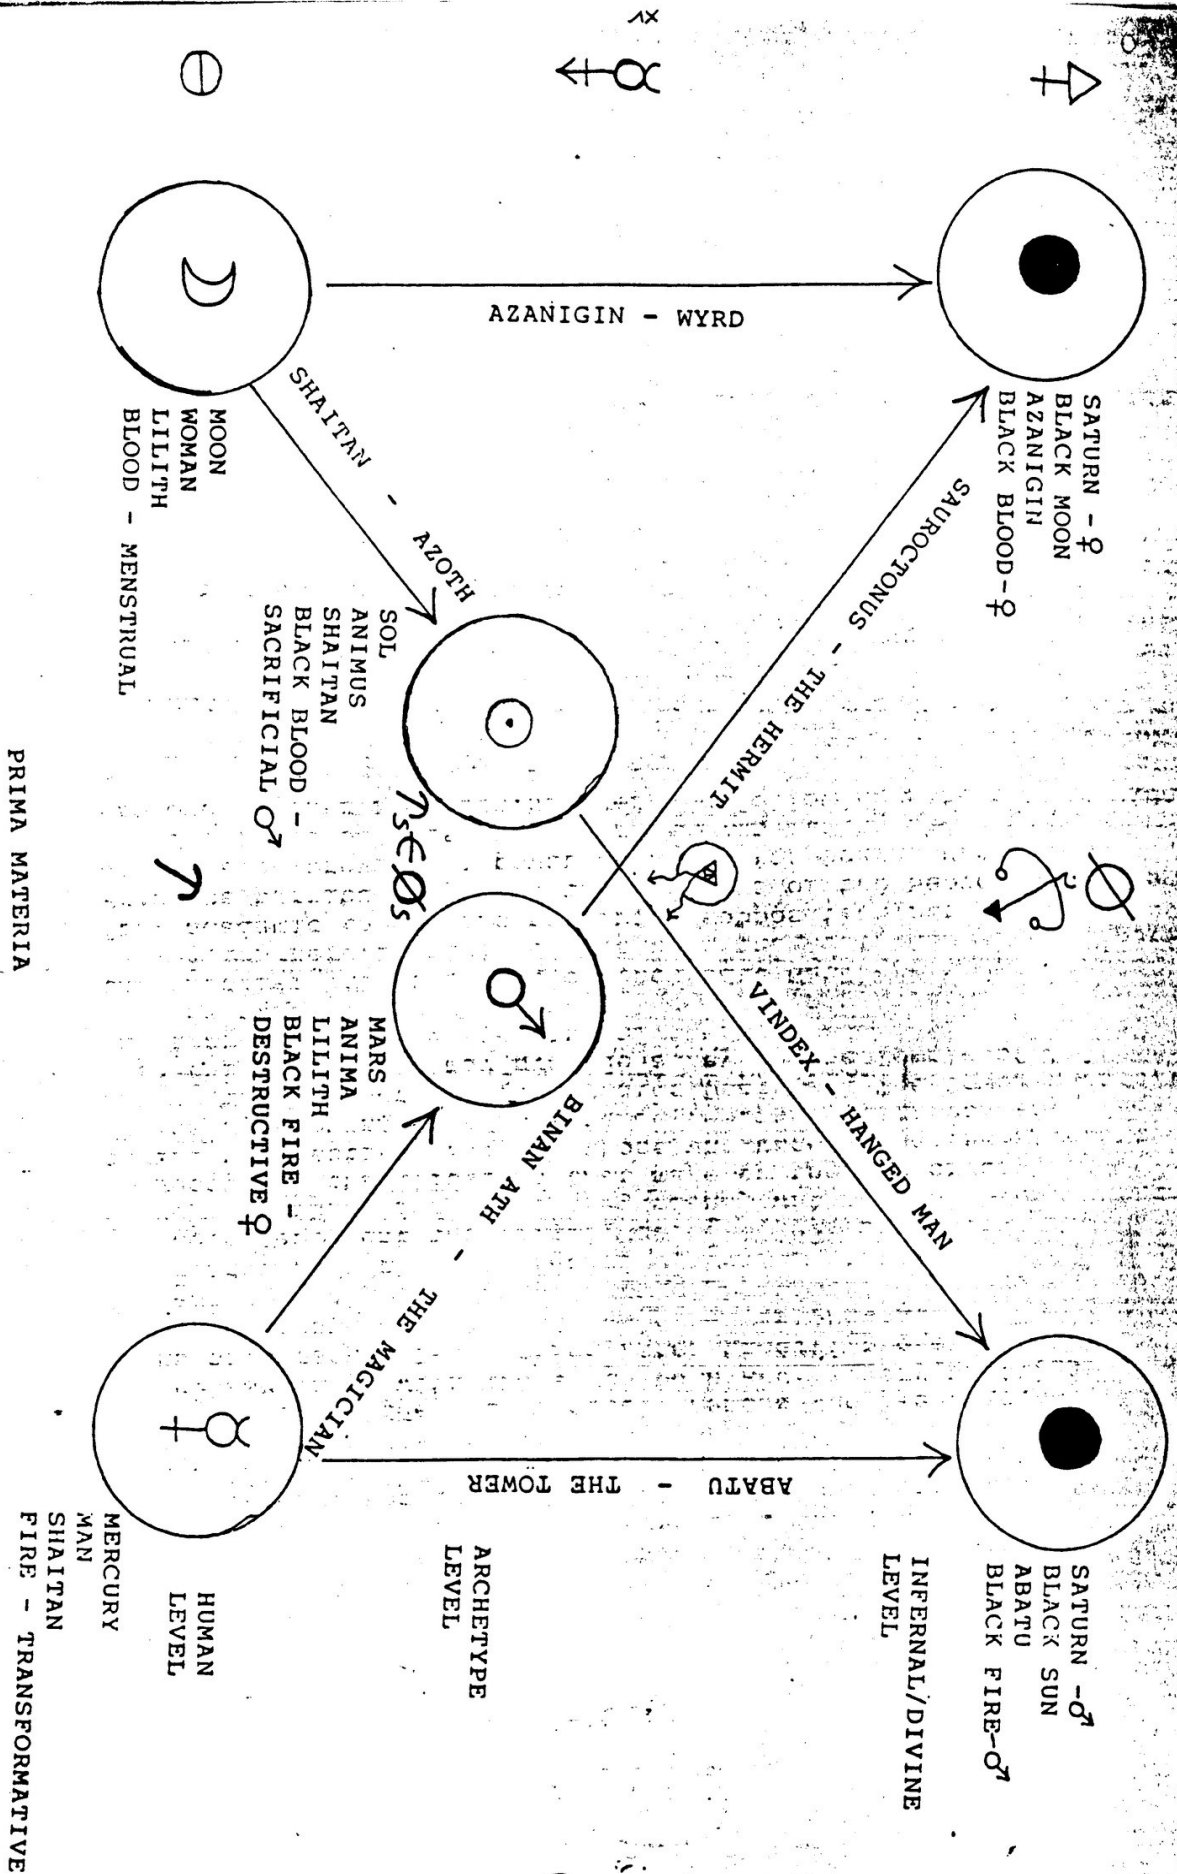 AZANIGIN - WYRD
SATURN - ♀
BLACK MOON
AZANIGIN
BLACK BLOOD-♀
SHAITAN - AZOTH
MOON
WOMAN
LILITH
BLOOD - MENSTRUAL
SAUROCTONUS - THE HERMIT
SOL
ANIMUS
SHAITAN
BLACK BLOOD -
SACRIFICIAL ♂
VINDEX - HANGED MAN
MARS
ANIMA
LILITH
BLACK FIRE -
DESTRUCTIVE ♀
BINAN ATH - THE MAGICIAN
ABATU - THE TOWER
SATURN -♂
BLACK SUN
ABATU
BLACK FIRE-♂
INFERNAL/DIVINE
LEVEL
ARCHETYPE
LEVEL
HUMAN
LEVEL
MERCURY
MAN
SHAITAN
FIRE - TRANSFORMATIVE
PRIMA MATERIA